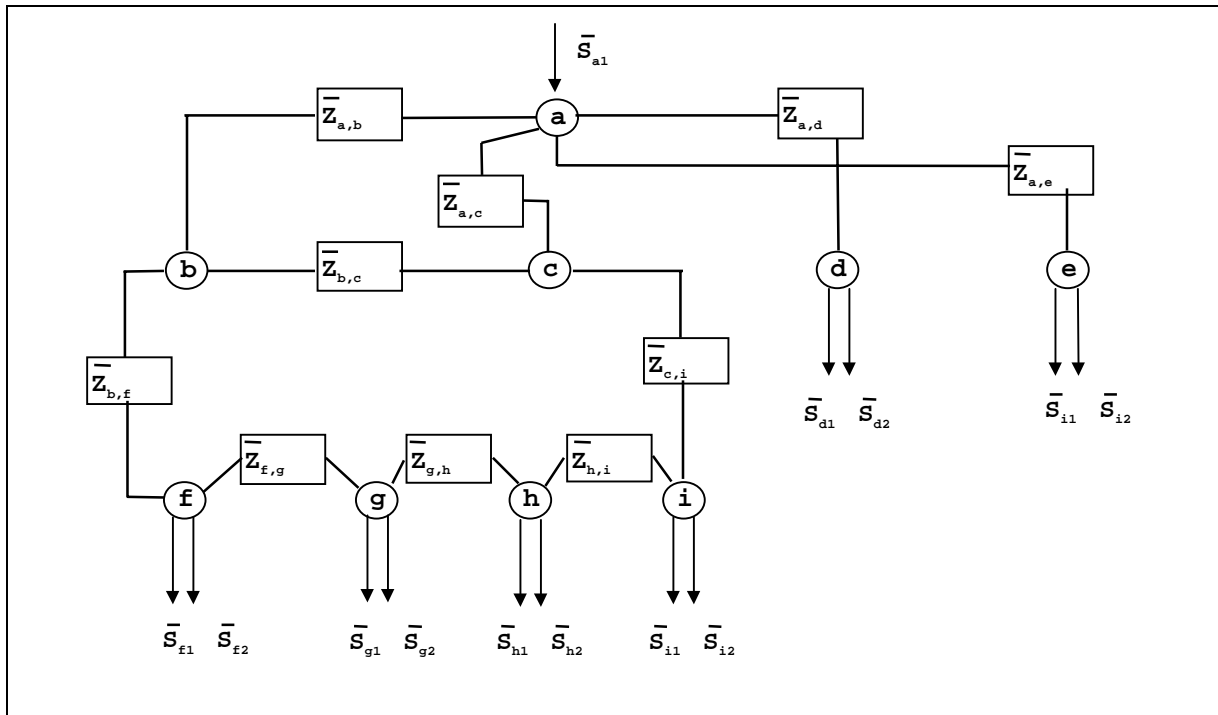 S̄a1
Z̄a,b
a
Z̄a,d
Z̄a,e
Z̄a,c
b
Z̄b,c
c
d
e
Z̄b,f
Z̄c,i
S̄d1 S̄d2
S̄i1 S̄i2
Z̄f,g
Z̄g,h
Z̄h,i
f
g
h
i
S̄f1 S̄f2
S̄g1 S̄g2
S̄h1 S̄h2
S̄i1 S̄i2